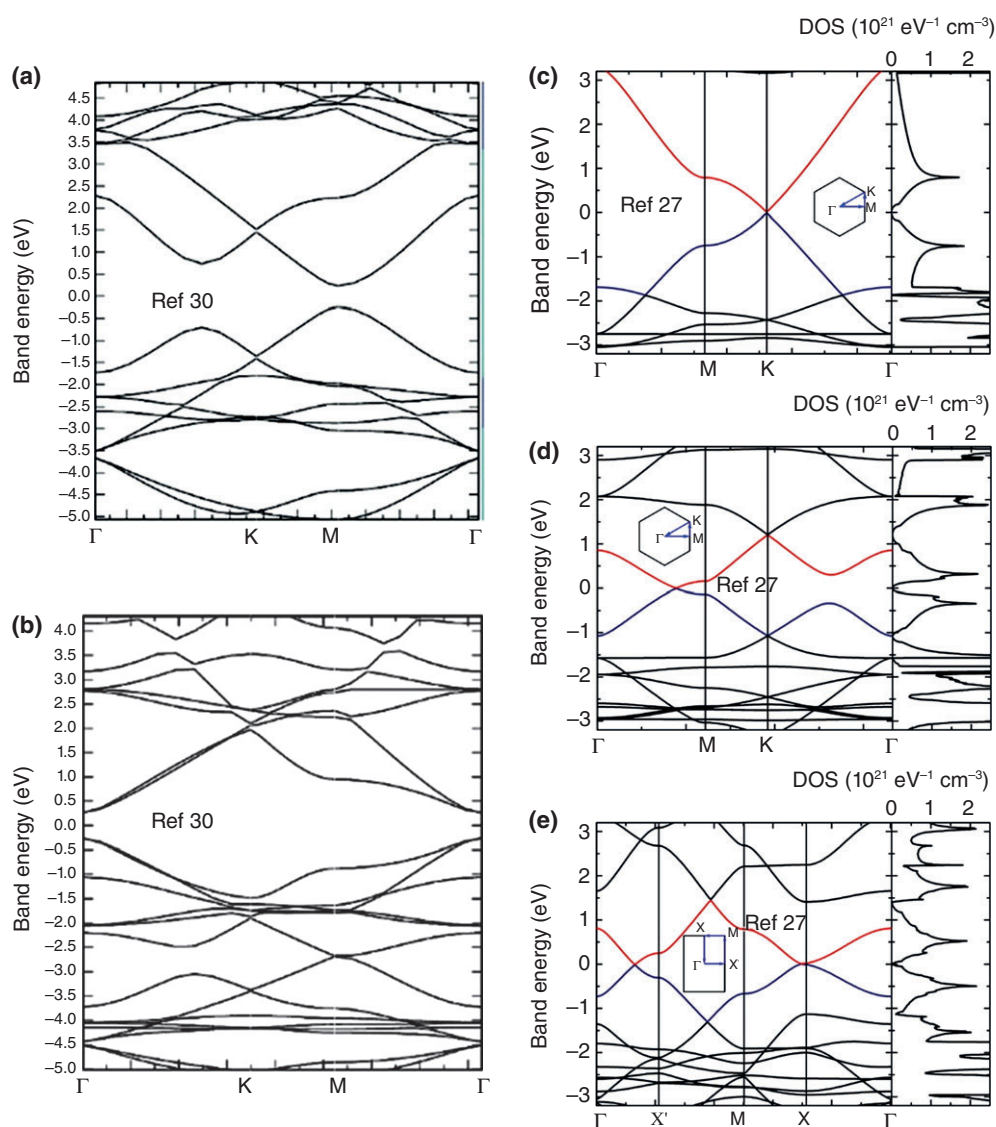 (a)
4.5
4.0
3.5
3.0
2.5
2.0
1.5
1.0
0.5
0.0
−0.5
−1.0
−1.5
−2.0
−2.5
−3.0
−3.5
−4.0
−4.5
−5.0
Band energy (eV)
Ref 30
Γ K M Γ
(b)
4.0
3.5
3.0
2.5
2.0
1.5
1.0
0.5
0.0
−0.5
−1.0
−1.5
−2.0
−2.5
−3.0
−3.5
−4.0
−4.5
−5.0
Band energy (eV)
Ref 30
Γ K M Γ
DOS (10²¹ eV⁻¹ cm⁻³)
0 1 2
(c)
3
2
1
0
−1
−2
−3
Band energy (eV)
Ref 27
K
Γ M
Γ M K Γ
DOS (10²¹ eV⁻¹ cm⁻³)
0 1 2
(d)
3
2
1
0
−1
−2
−3
Band energy (eV)
K
Γ M
Ref 27
Γ M K Γ
DOS (10²¹ eV⁻¹ cm⁻³)
0 1 2
(e)
3
2
1
0
−1
−2
−3
Band energy (eV)
Ref 27
X M
Γ X
Γ X' M X Γ